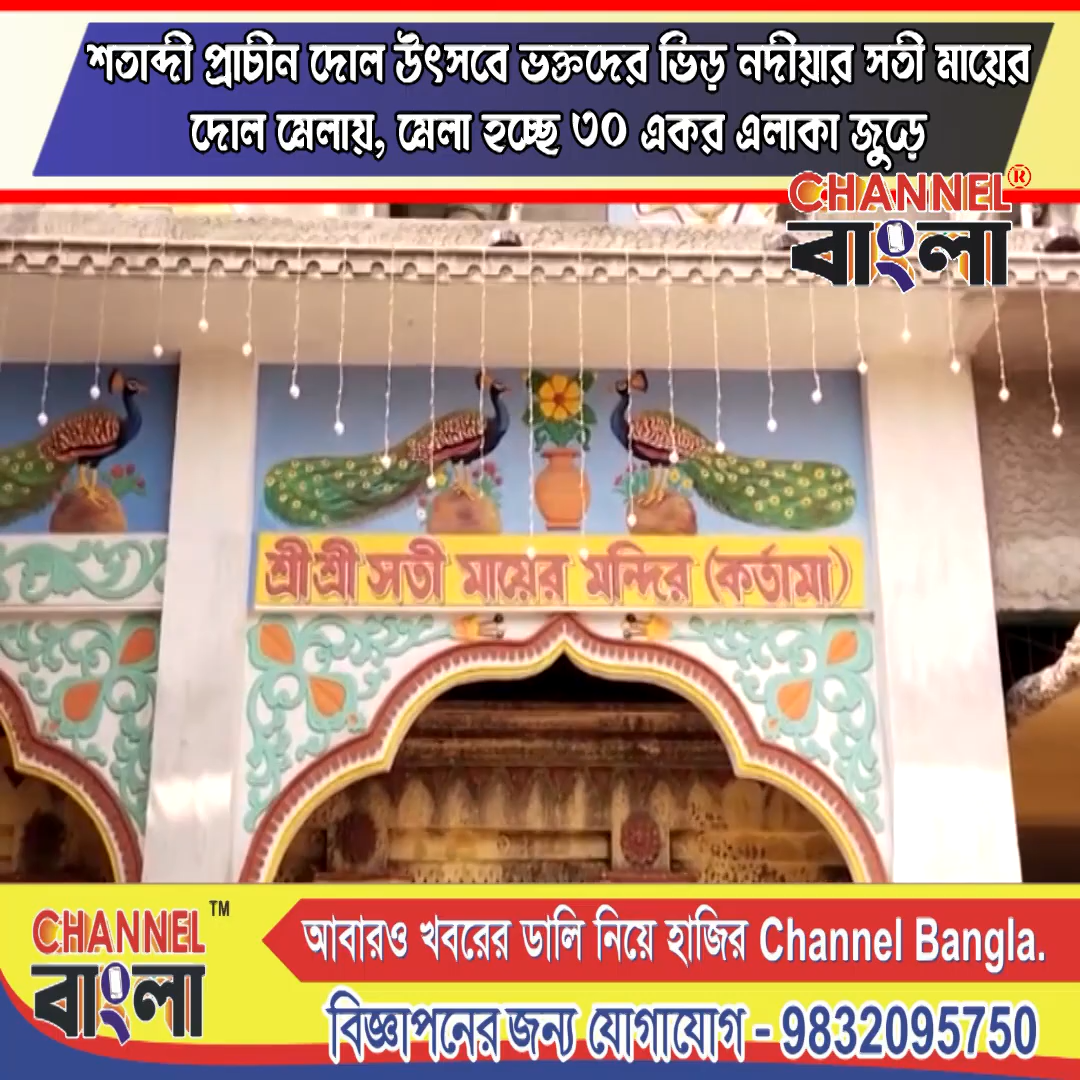 শতাব্দী প্রাচীন দোল উৎসবে ভক্তদের ভিড় নদীয়ার সতী মায়ের
দোল মেলায়, মেলা হচ্ছে ৩০ একর এলাকা জুড়ে
CHANNEL®
বাংলা
শ্রী শ্রী সতী মায়ের মন্দির (কর্তামা)
CHANNEL™
বাংলা
আবারও খবরের ডালি নিয়ে হাজির Channel Bangla.
বিজ্ঞাপনের জন্য যোগাযোগ - 9832095750